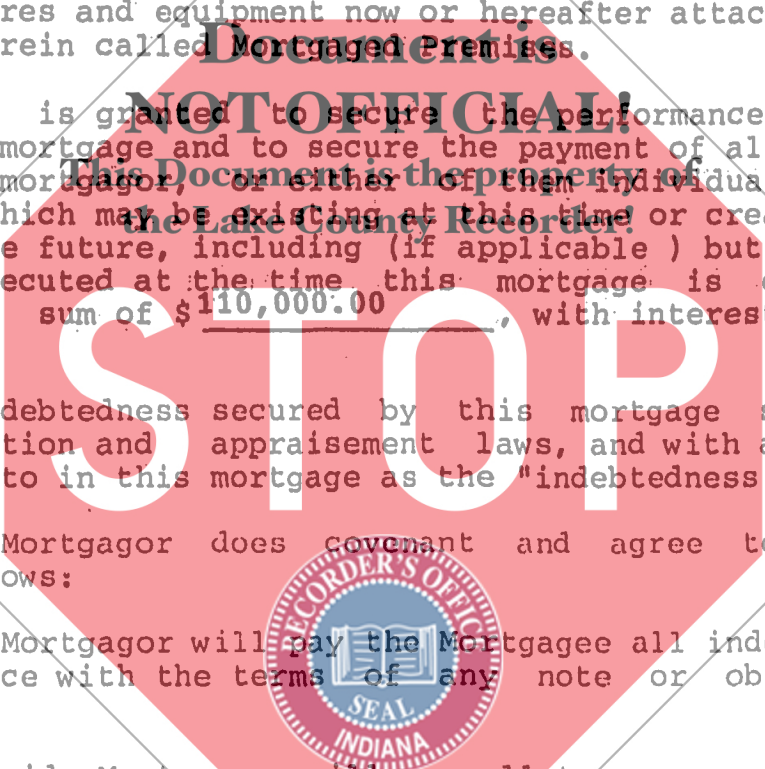 res and equipment now or hereafter attac
rein called Mortgaged Premises.
Document is
is granted to secure the performance
NOT OFFICIAL!
mortgage and to secure the payment of al
This Document is the property of
mortgagor, or either of them individua
hich may be existing at this time or crea
the Lake County Recorder!
e future, including (if applicable ) but
ecuted at the time this mortgage is
sum of $110,000.00, with interes
STOP
debtedness secured by this mortgage s
tion and appraisement laws, and with a
to in this mortgage as the "indebtedness
Mortgagor does covenant and agree to
ows:
RECORDER'S OFFICE
Mortgagor will pay the Mortgagee all inde
ce with the terms of any note or ob
SEAL
INDIANA